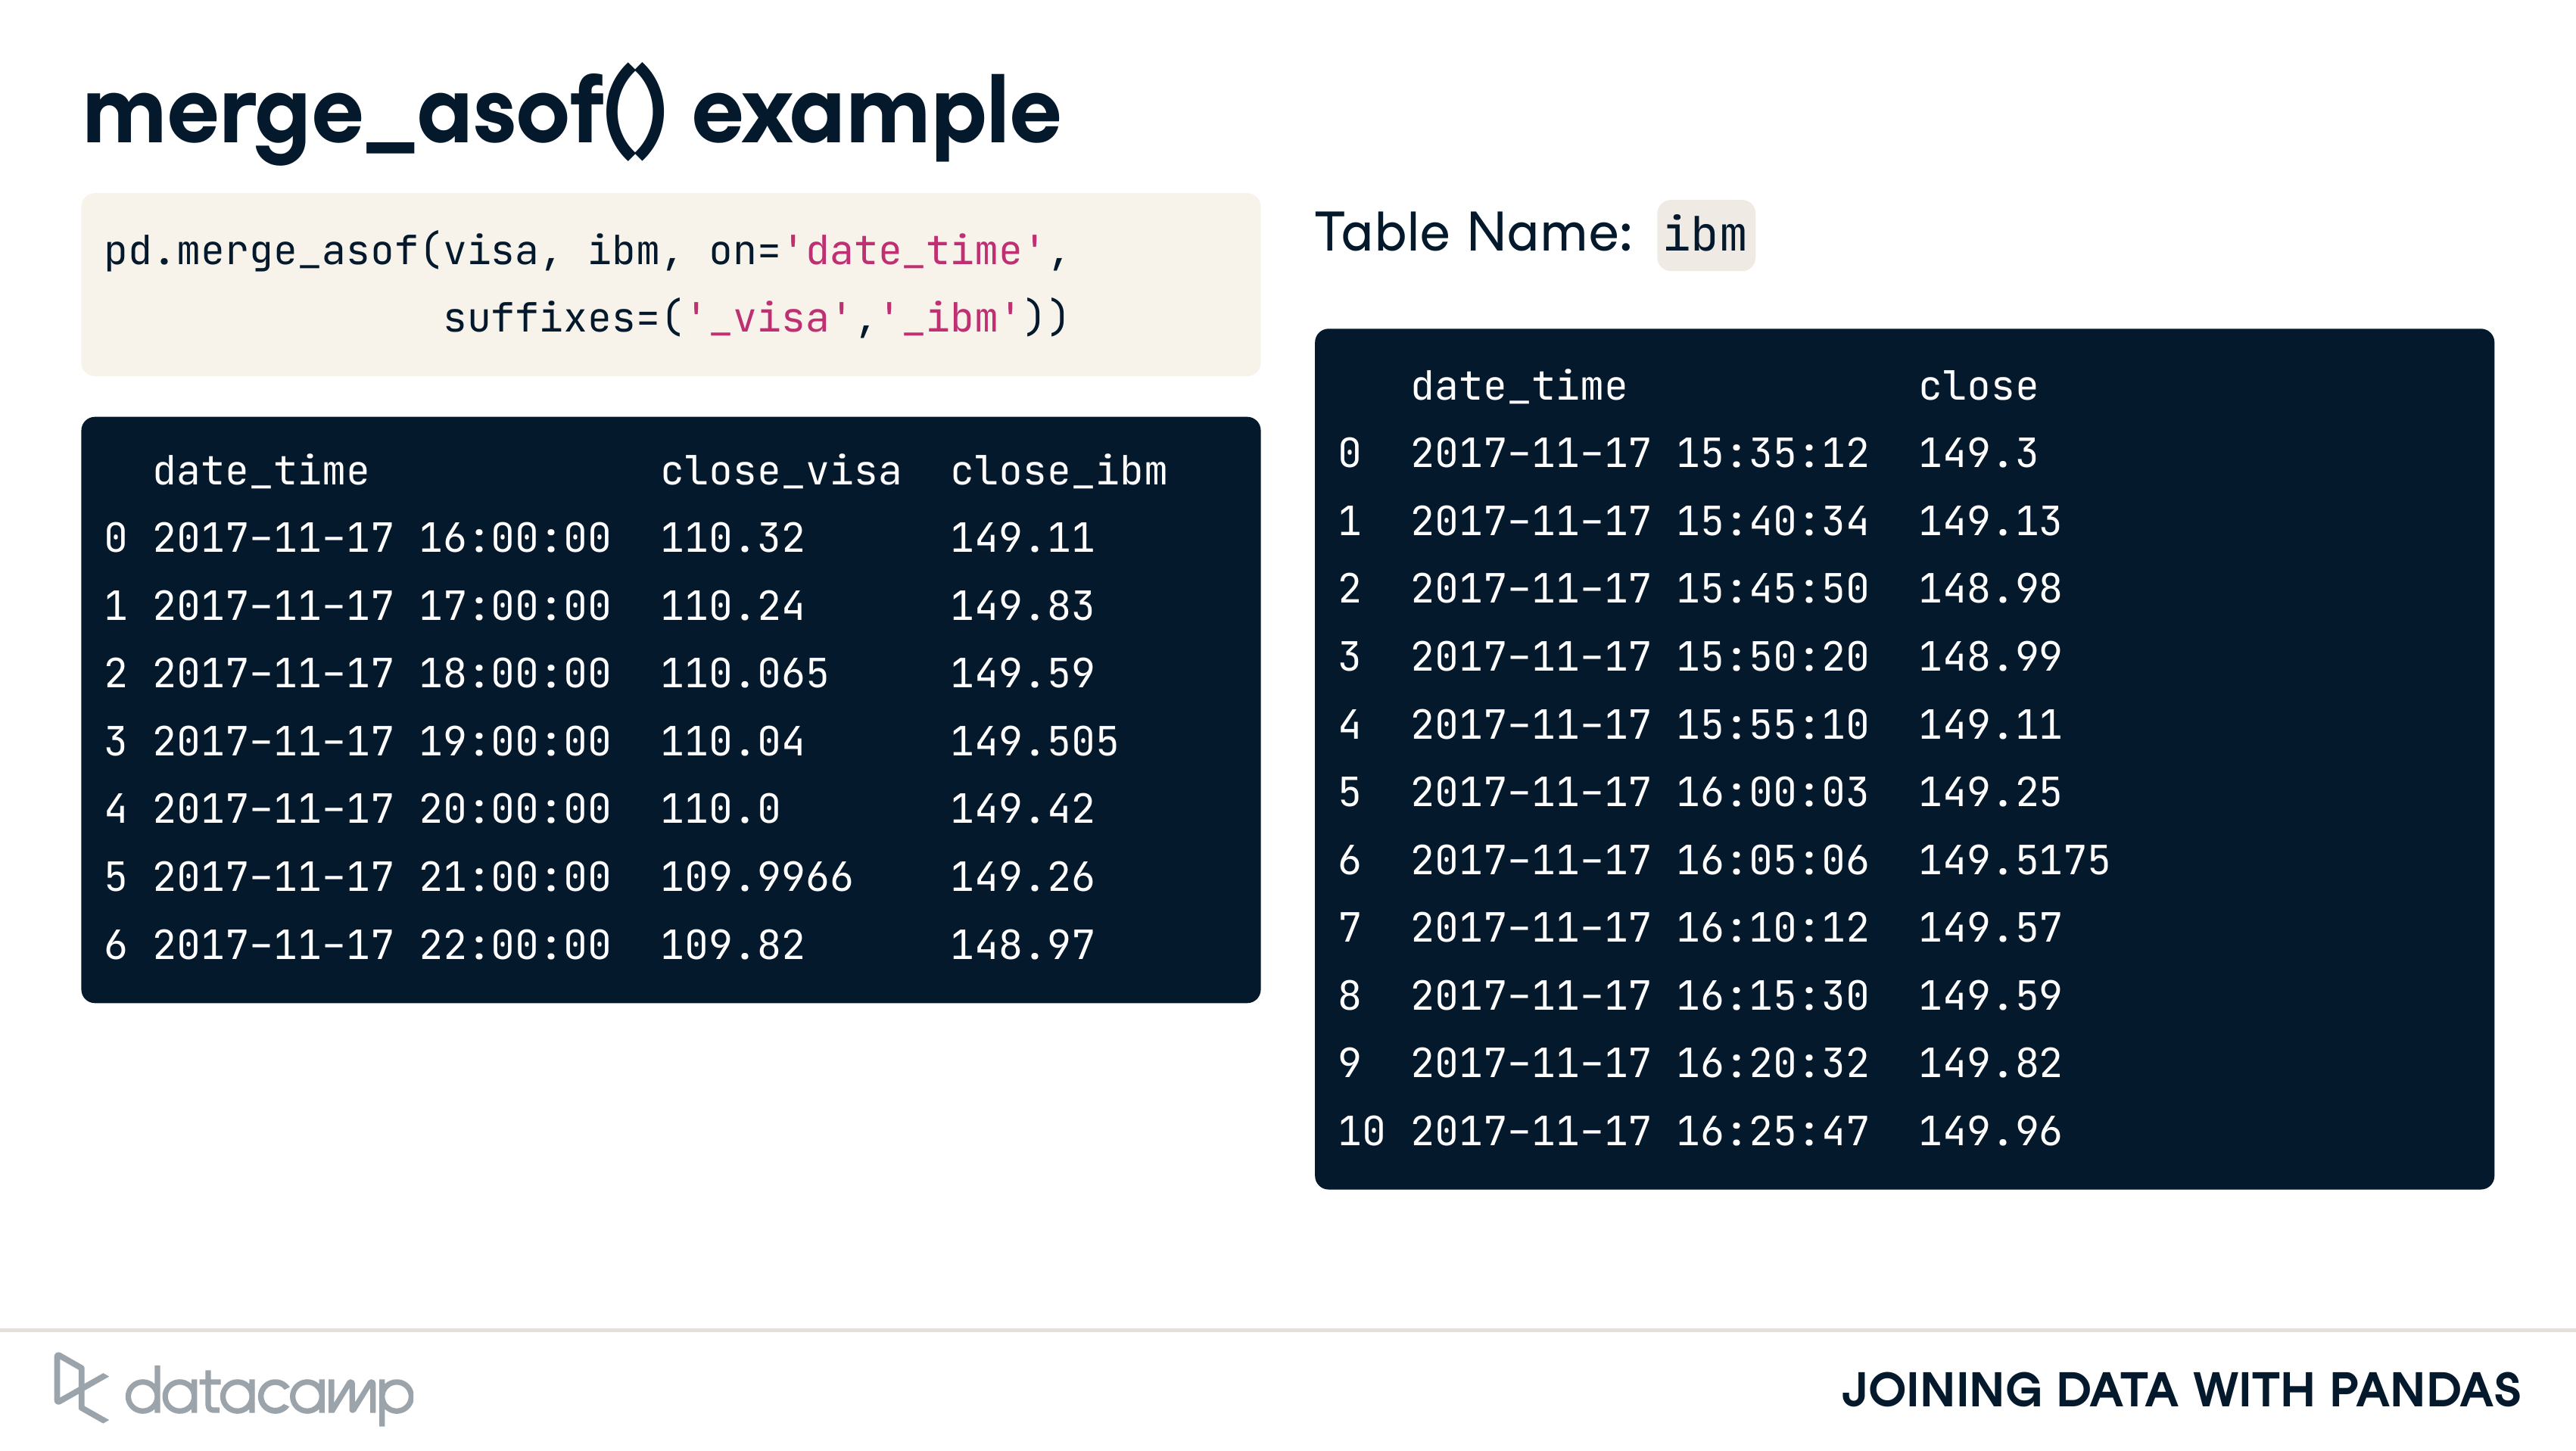 merge_asof() example
pd.merge_asof(visa, ibm, on='date_time',
              suffixes=('_visa','_ibm'))
  date_time            close_visa  close_ibm
0 2017-11-17 16:00:00  110.32      149.11
1 2017-11-17 17:00:00  110.24      149.83
2 2017-11-17 18:00:00  110.065     149.59
3 2017-11-17 19:00:00  110.04      149.505
4 2017-11-17 20:00:00  110.0       149.42
5 2017-11-17 21:00:00  109.9966    149.26
6 2017-11-17 22:00:00  109.82      148.97
Table Name: ibm
   date_time            close
0  2017-11-17 15:35:12  149.3
1  2017-11-17 15:40:34  149.13
2  2017-11-17 15:45:50  148.98
3  2017-11-17 15:50:20  148.99
4  2017-11-17 15:55:10  149.11
5  2017-11-17 16:00:03  149.25
6  2017-11-17 16:05:06  149.5175
7  2017-11-17 16:10:12  149.57
8  2017-11-17 16:15:30  149.59
9  2017-11-17 16:20:32  149.82
10 2017-11-17 16:25:47  149.96
datacamp
JOINING DATA WITH PANDAS